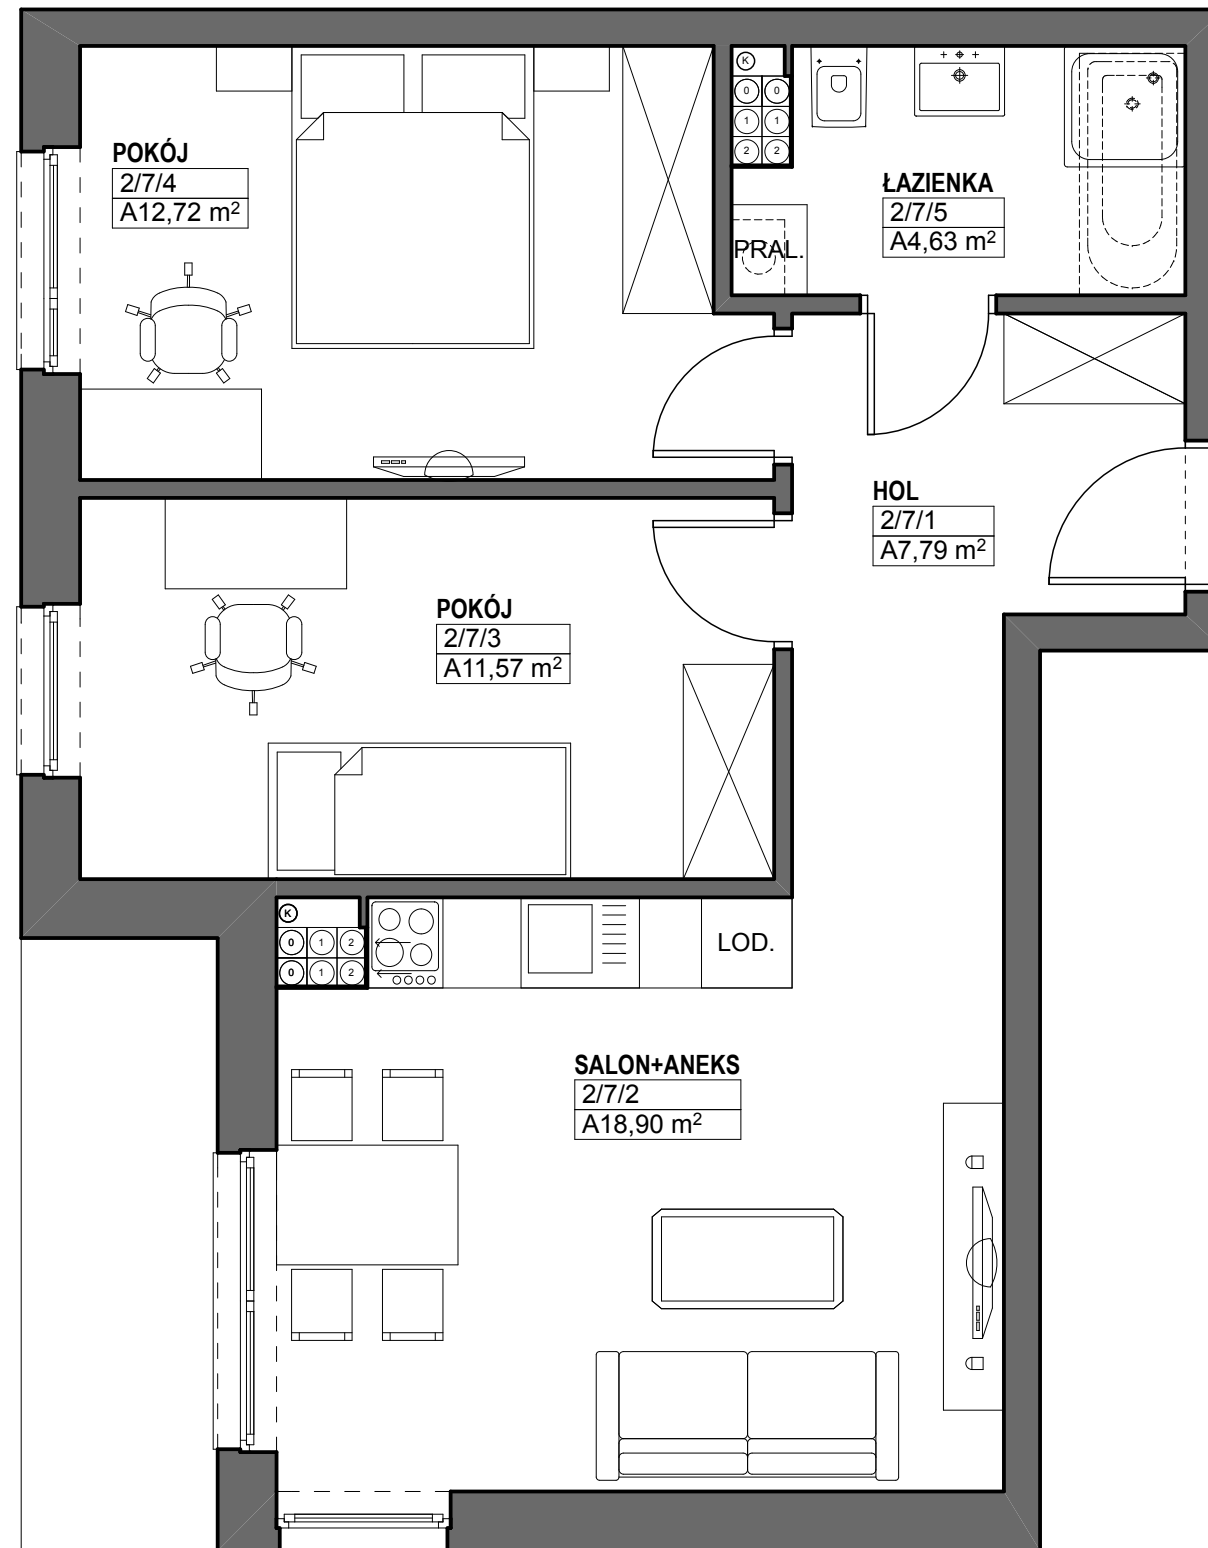 K
0 0
1 1
2 2
POKÓJ
2/7/4
A12,72 m²
ŁAZIENKA
2/7/5
A4,63 m²
PRAL.
HOL
2/7/1
A7,79 m²
POKÓJ
2/7/3
A11,57 m²
K
0 1 2
0 1 2
LOD.
SALON+ANEKS
2/7/2
A18,90 m²